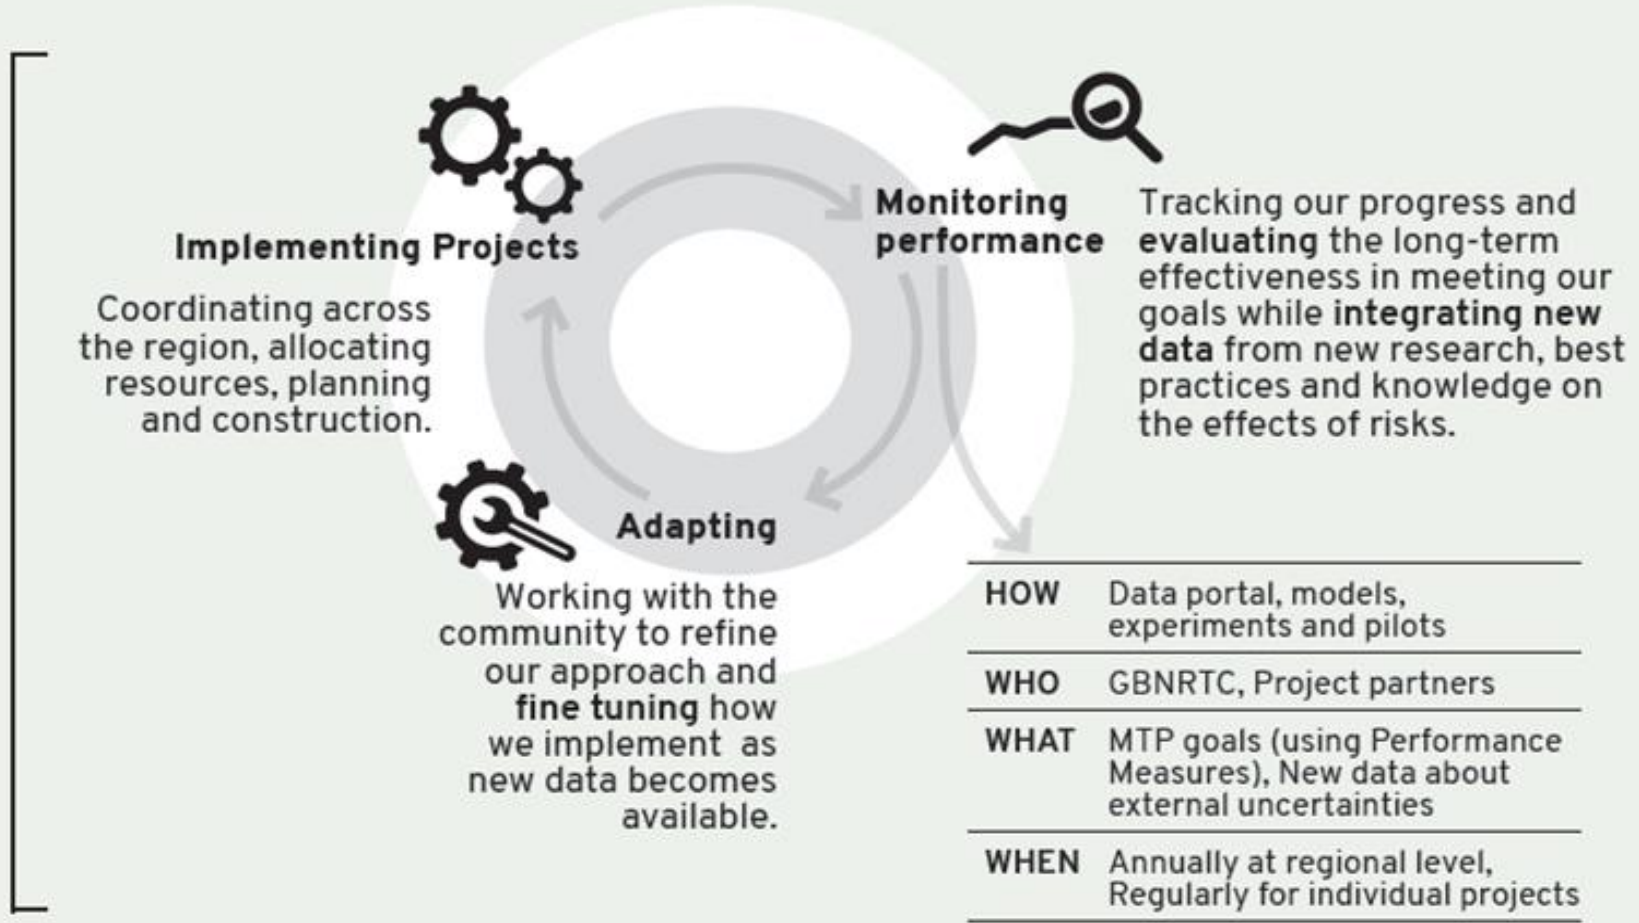 Implementing Projects
Coordinating across
the region, allocating
resources, planning
and construction.
Monitoring
performance
Tracking our progress and
evaluating the long-term
effectiveness in meeting our
goals while integrating new
data from new research, best
practices and knowledge on
the effects of risks.
Adapting
Working with the
community to refine
our approach and
fine tuning how
we implement as
new data becomes
available.
HOW Data portal, models,
experiments and pilots
WHO GBNRTC, Project partners
WHAT MTP goals (using Performance
Measures), New data about
external uncertainties
WHEN Annually at regional level,
Regularly for individual projects